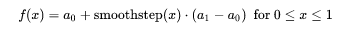 f(x) = a₀ + smoothstep(x) · (a₁ − a₀) for 0 ≤ x ≤ 1